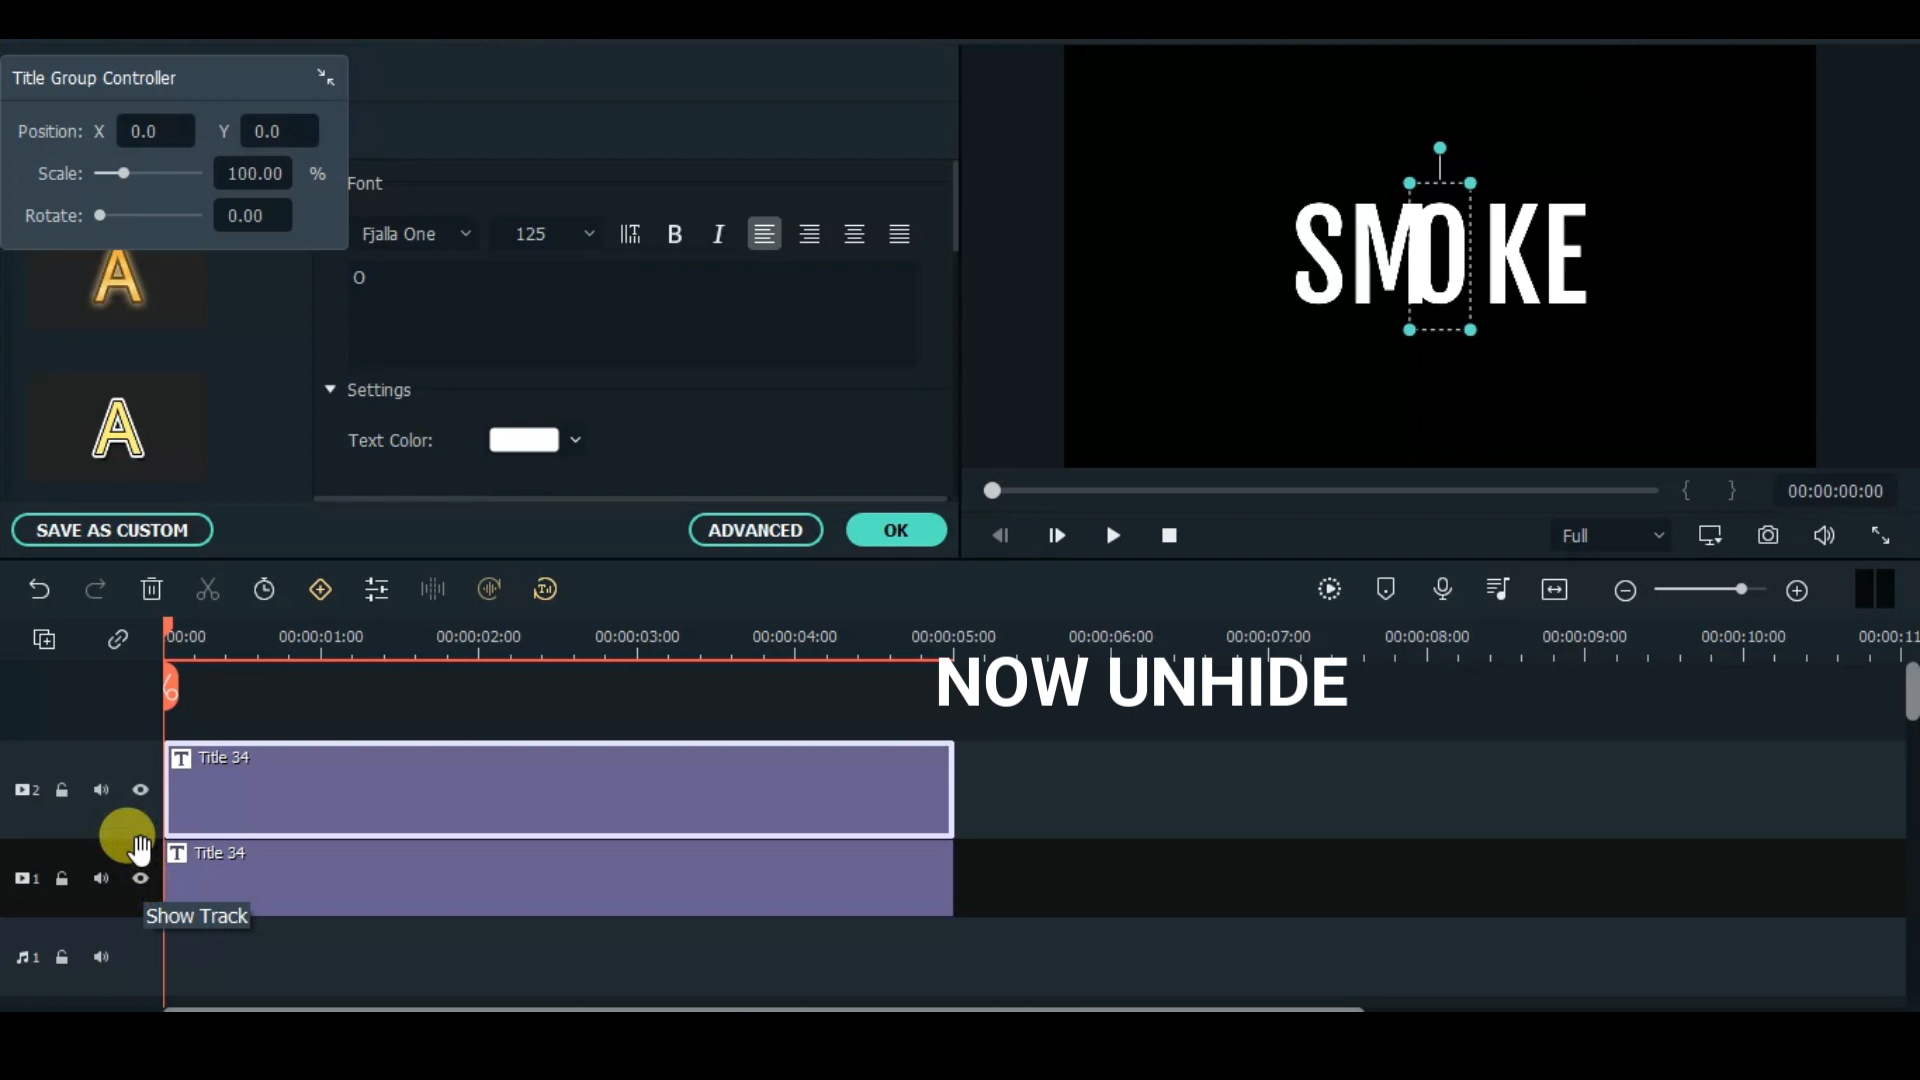 Title Group Controller
Position: X 0.0 Y 0.0
Scale: 100.00 %
Rotate: 0.00
Font
Fjalla One 125 B I
O
Settings
Text Color:
A
A
SAVE AS CUSTOM
ADVANCED
OK
SMOKE
{ } 00:00:00:00
Full
00:00 00:00:01:00 00:00:02:00 00:00:03:00 00:00:04:00 00:00:05:00 00:00:06:00 00:00:07:00 00:00:08:00 00:00:09:00 00:00:10:00 00:00:11
NOW UNHIDE
T Title 34
2
T Title 34
1
Show Track
1